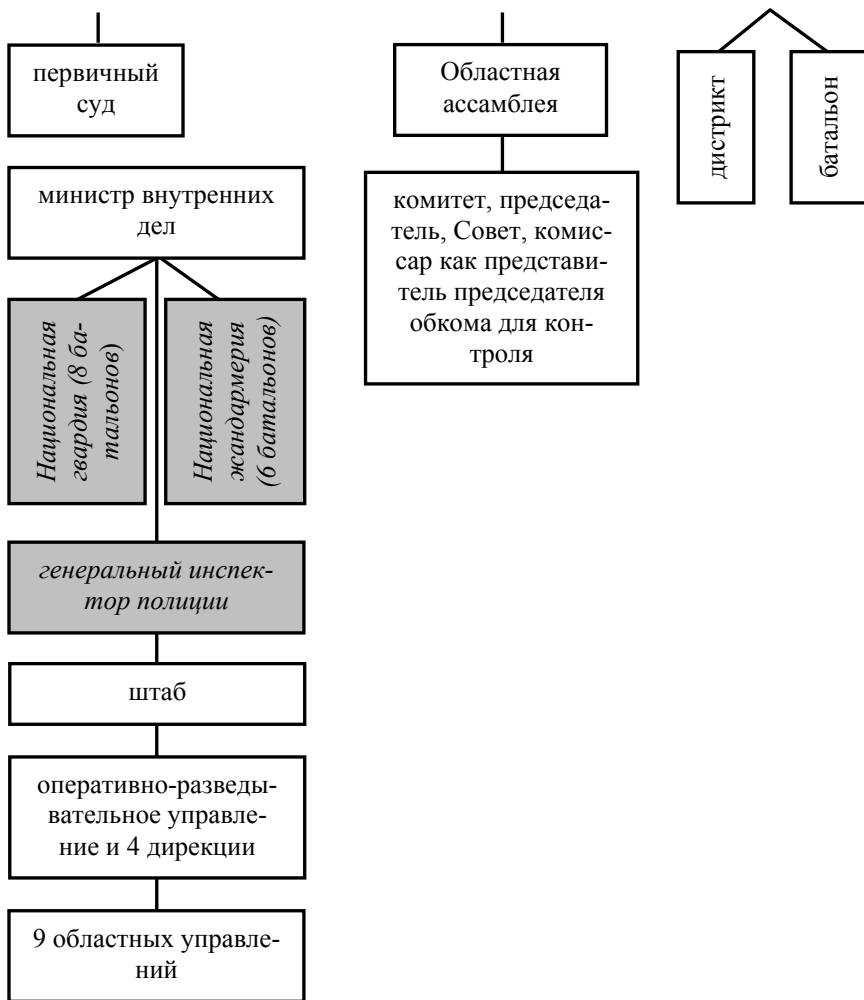 первичный
суд
Областная
ассамблея
дистрикт
батальон
министр внутренних
дел
комитет, председа-
тель, Совет, комис-
сар как представи-
тель председателя
обкома для кон-
троля
Национальная
гвардия (8 ба-
тальонов)
Национальная
жандармерия
(6 батальонов)
генеральный инспек-
тор полиции
штаб
оперативно-разведы-
вательное управле-
ние и 4 дирекции
9 областных управле-
ний